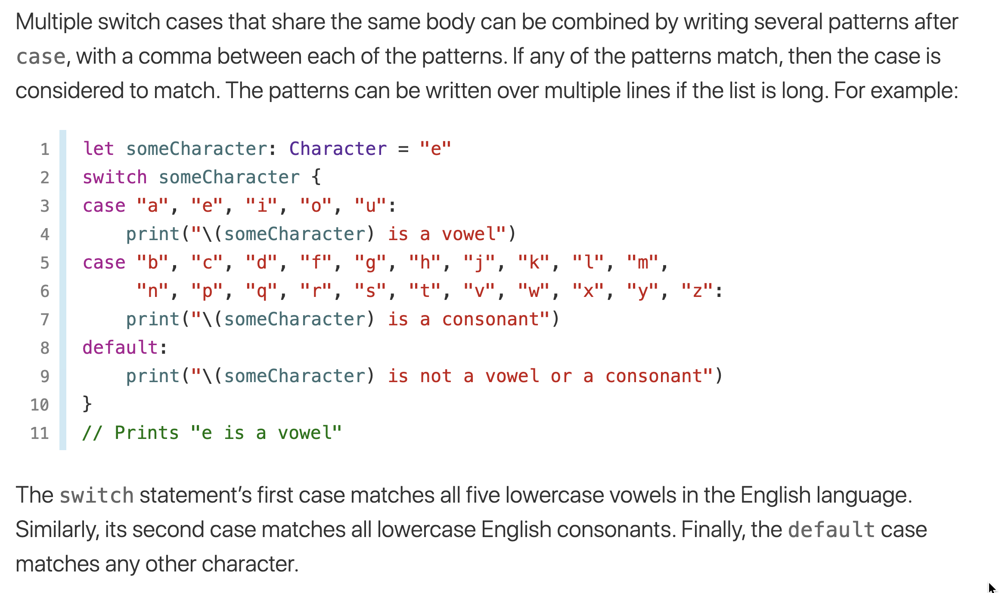 Multiple switch cases that share the same body can be combined by writing several patterns after
case, with a comma between each of the patterns. If any of the patterns match, then the case is
considered to match. The patterns can be written over multiple lines if the list is long. For example:
1 let someCharacter: Character = "e"
2 switch someCharacter {
3 case "a", "e", "i", "o", "u":
4     print("\(someCharacter) is a vowel")
5 case "b", "c", "d", "f", "g", "h", "j", "k", "l", "m",
6      "n", "p", "q", "r", "s", "t", "v", "w", "x", "y", "z":
7     print("\(someCharacter) is a consonant")
8 default:
9     print("\(someCharacter) is not a vowel or a consonant")
10 }
11 // Prints "e is a vowel"
The switch statement’s first case matches all five lowercase vowels in the English language.
Similarly, its second case matches all lowercase English consonants. Finally, the default case
matches any other character.